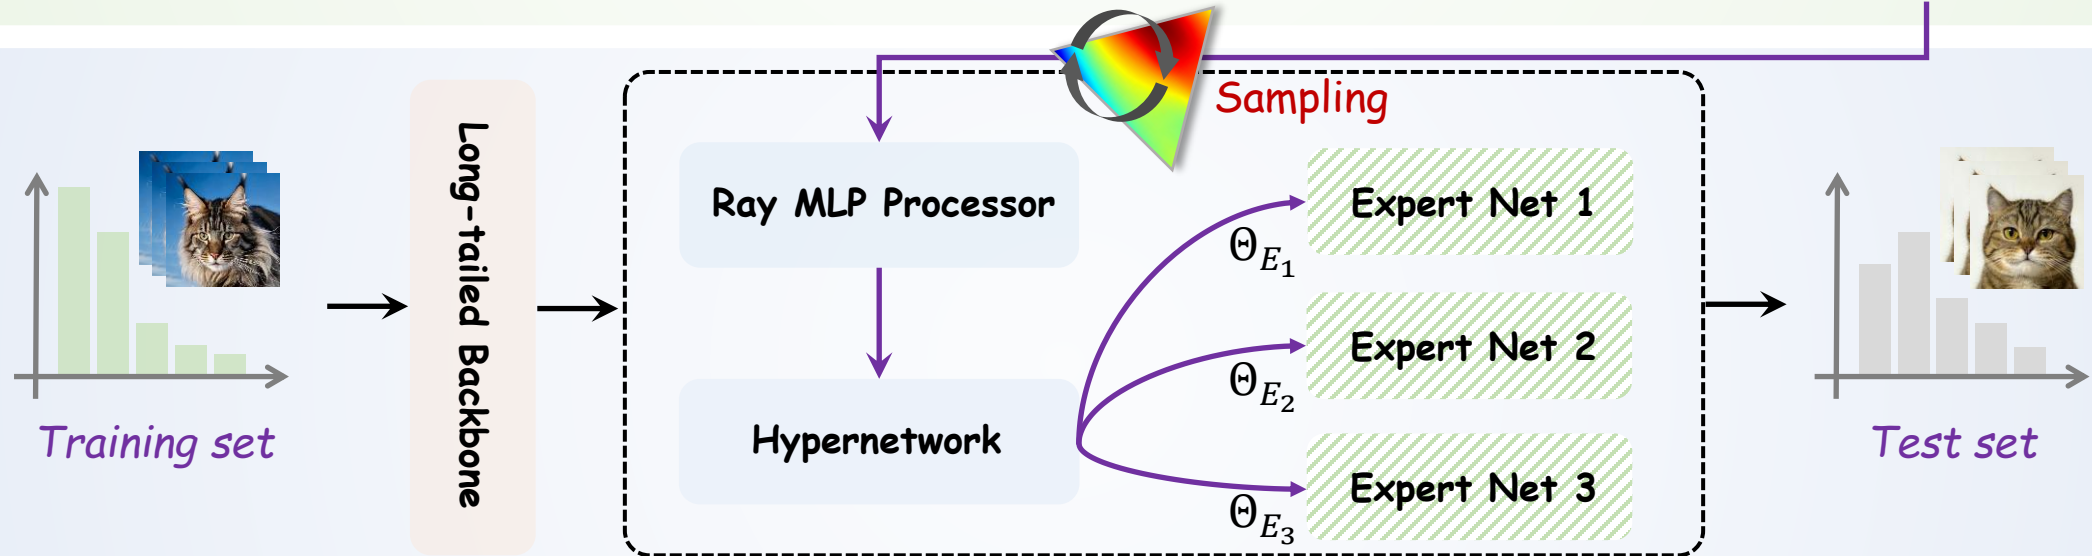 Sampling
Long-tailed Backbone
Ray MLP Processor
Hypernetwork
Θ_{E_1}
Θ_{E_2}
Θ_{E_3}
Expert Net 1
Expert Net 2
Expert Net 3
Training set
Test set